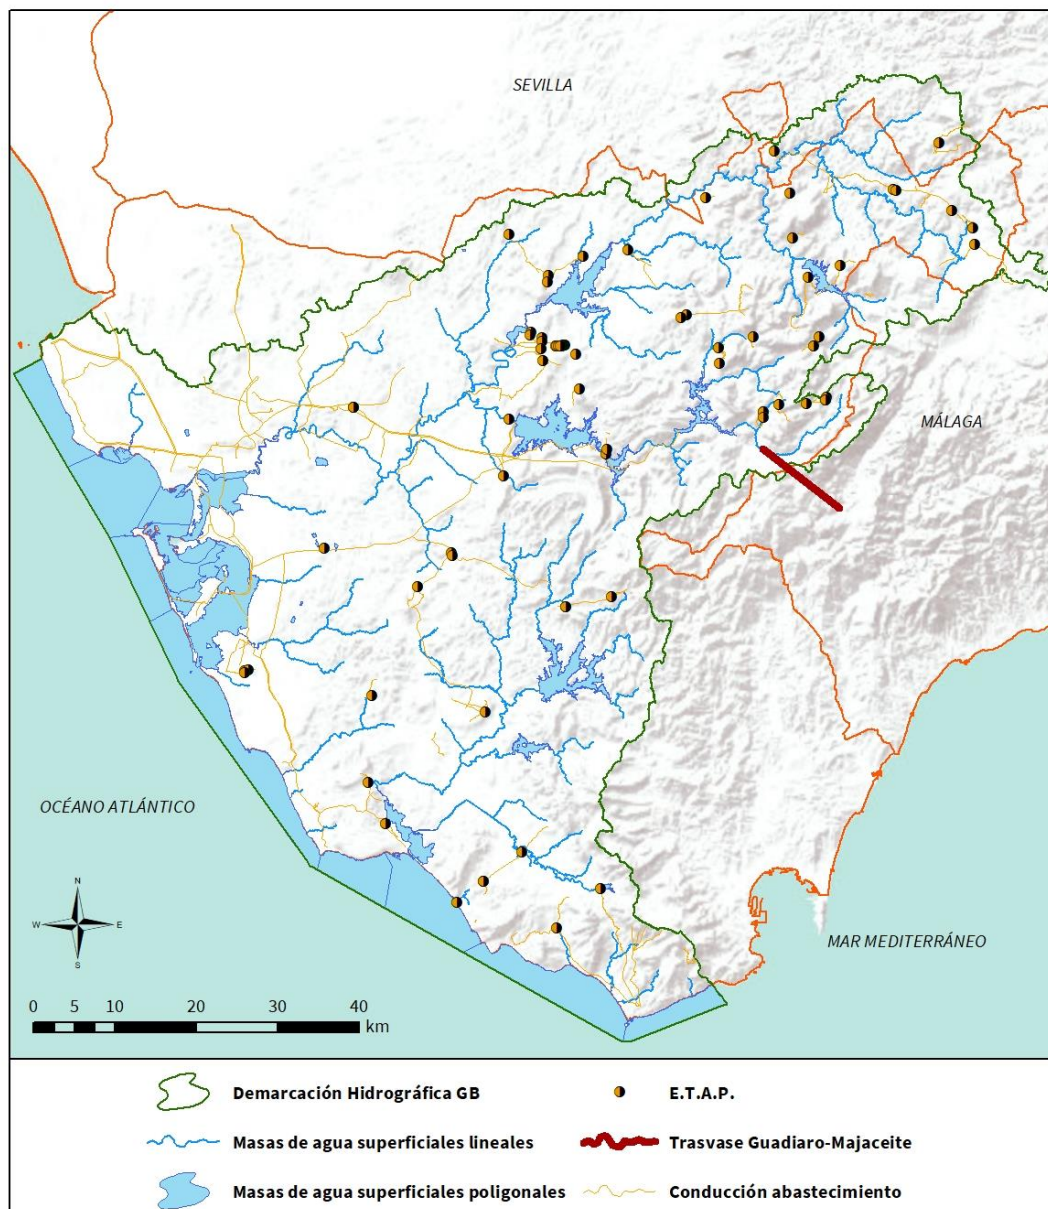 SEVILLA
MÁLAGA
OCÉANO ATLÁNTICO
MAR MEDITERRÁNEO
N
W E
S
0 5 10 20 30 40
km
Demarcación Hidrográfica GB
E.T.A.P.
Masas de agua superficiales lineales
Trasvase Guadiaro-Majaceite
Masas de agua superficiales poligonales
Conducción abastecimiento